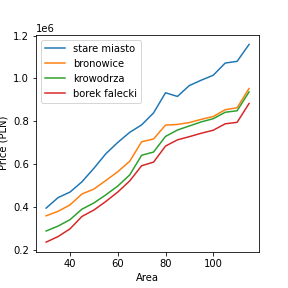 1e6
1.2
1.0
0.8
0.6
0.4
0.2
Price (PLN)
stare miasto
bronowice
krowodrza
borek falecki
40
60
80
100
Area